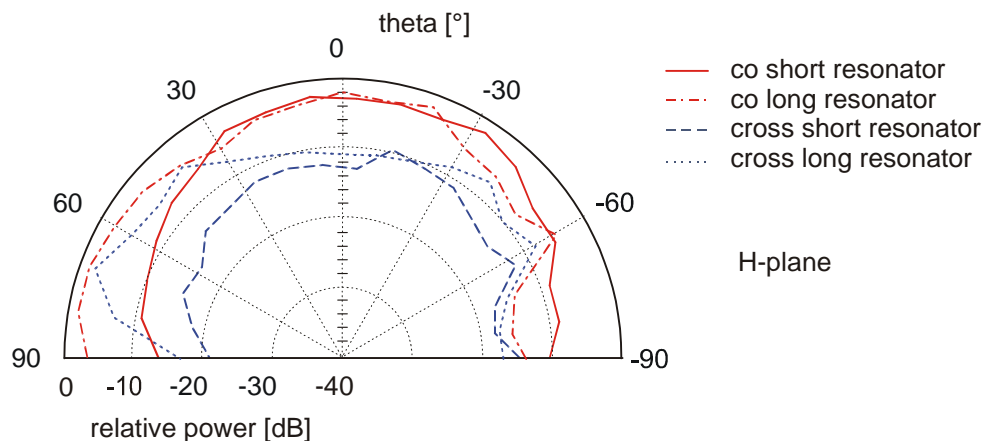 theta [°]
0
30
-30
60
-60
90
-90
0 -10 -20 -30 -40
relative power [dB]
co short resonator
co long resonator
cross short resonator
cross long resonator
H-plane